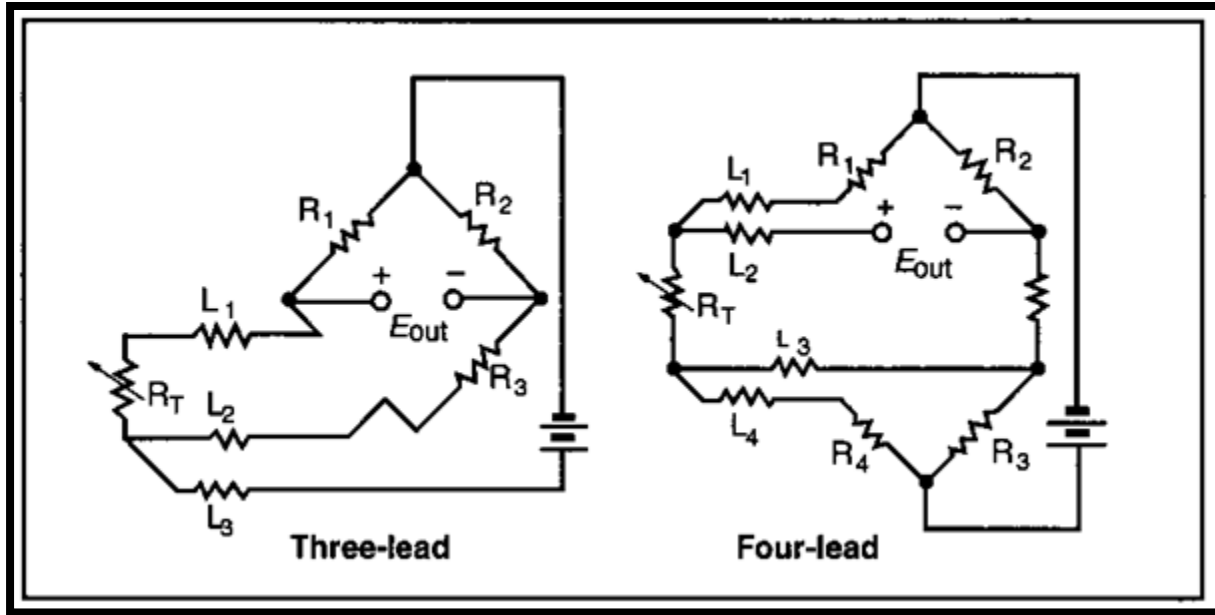 R1
R2
+
−
Eout
L1
RT
L2
R3
L3
Three-lead
R1
R2
L1
+
−
L2
Eout
RT
L3
L4
R4
R3
Four-lead